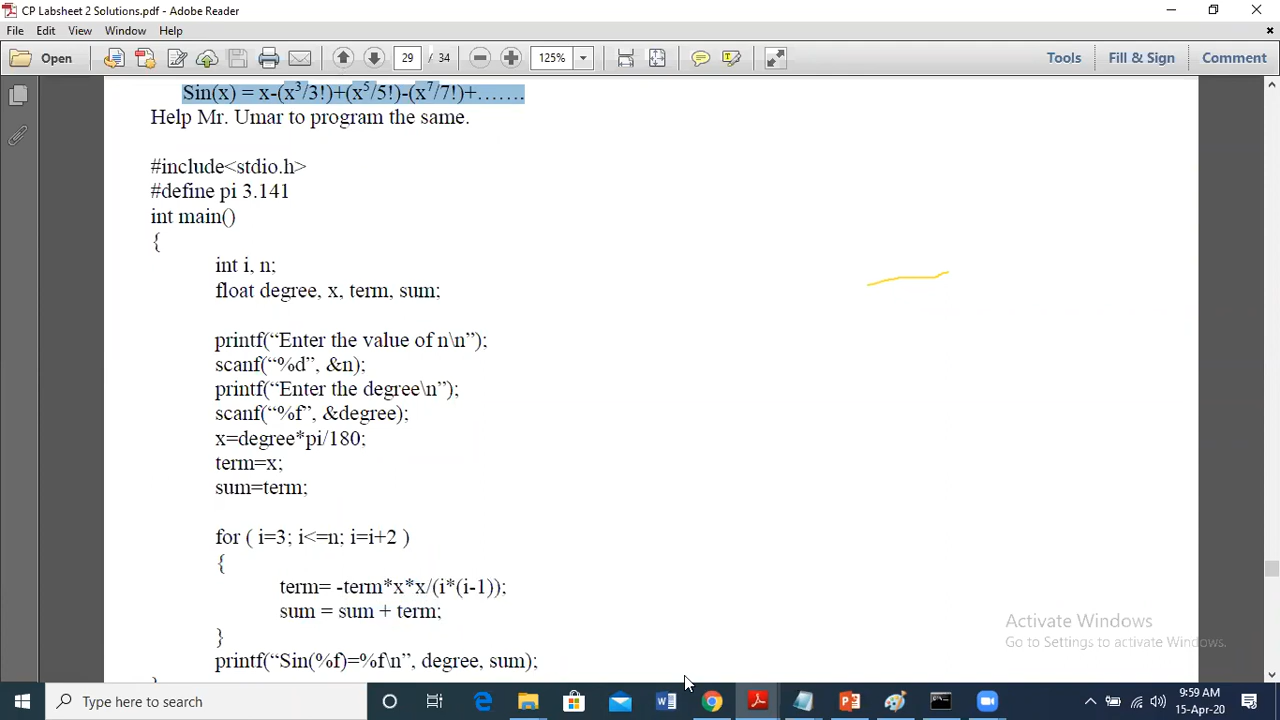 CP Labsheet 2 Solutions.pdf - Adobe Reader
File Edit View Window Help
Open 29 / 34 125% Tools Fill & Sign Comment
Sin(x) = x-(x³/3!)+(x⁵/5!)-(x⁷/7!)+…….
Help Mr. Umar to program the same.
#include<stdio.h>
#define pi 3.141
int main()
{
int i, n;
float degree, x, term, sum;
printf(“Enter the value of n\n”);
scanf(“%d”, &n);
printf(“Enter the degree\n”);
scanf(“%f”, &degree);
x=degree*pi/180;
term=x;
sum=term;
for ( i=3; i<=n; i=i+2 )
{
term= -term*x*x/(i*(i-1));
sum = sum + term;
}
printf(“Sin(%f)=%f\n”, degree, sum);
Activate Windows
Go to Settings to activate Windows.
Type here to search
9:59 AM
15-Apr-20